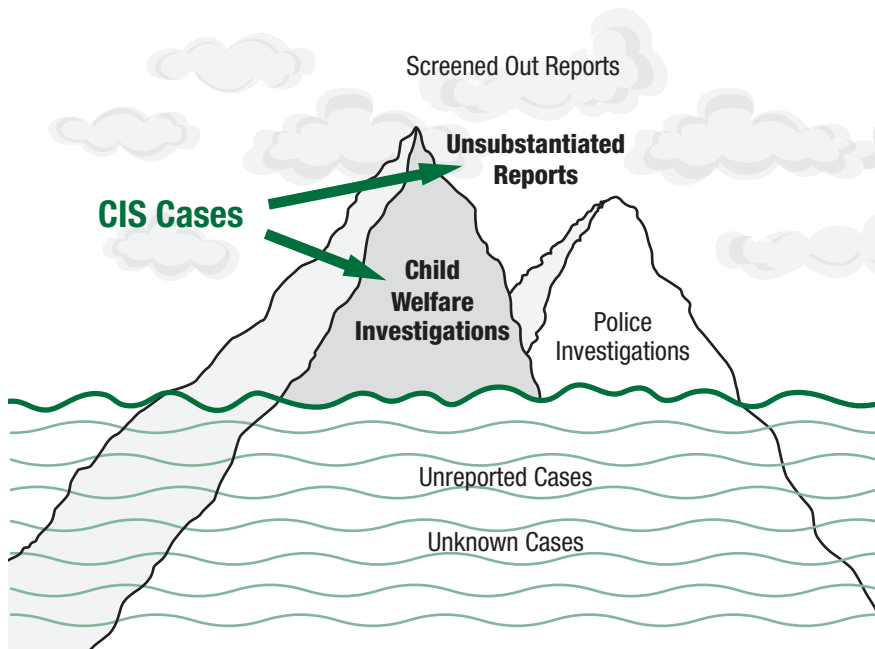 Screened Out Reports
Unsubstantiated
Reports
CIS Cases
Child
Welfare
Investigations
Police
Investigations
Unreported Cases
Unknown Cases